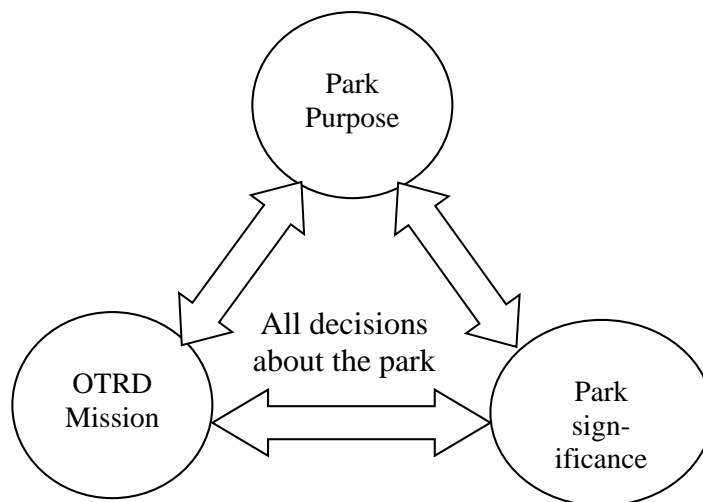 Park
Purpose
All decisions
about the park
OTRD
Mission
Park
sign-
ificance